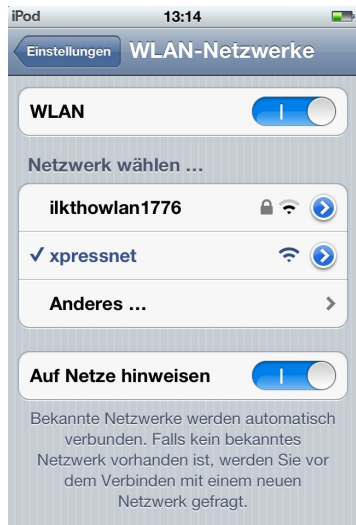 iPod 13:14
Einstellungen WLAN-Netzwerke
WLAN
Netzwerk wählen ...
ilkthowlan1776
xpressnet
Anderes ...
Auf Netze hinweisen
Bekannte Netzwerke werden automatisch
verbunden. Falls kein bekanntes
Netzwerk vorhanden ist, werden Sie vor
dem Verbinden mit einem neuen
Netzwerk gefragt.